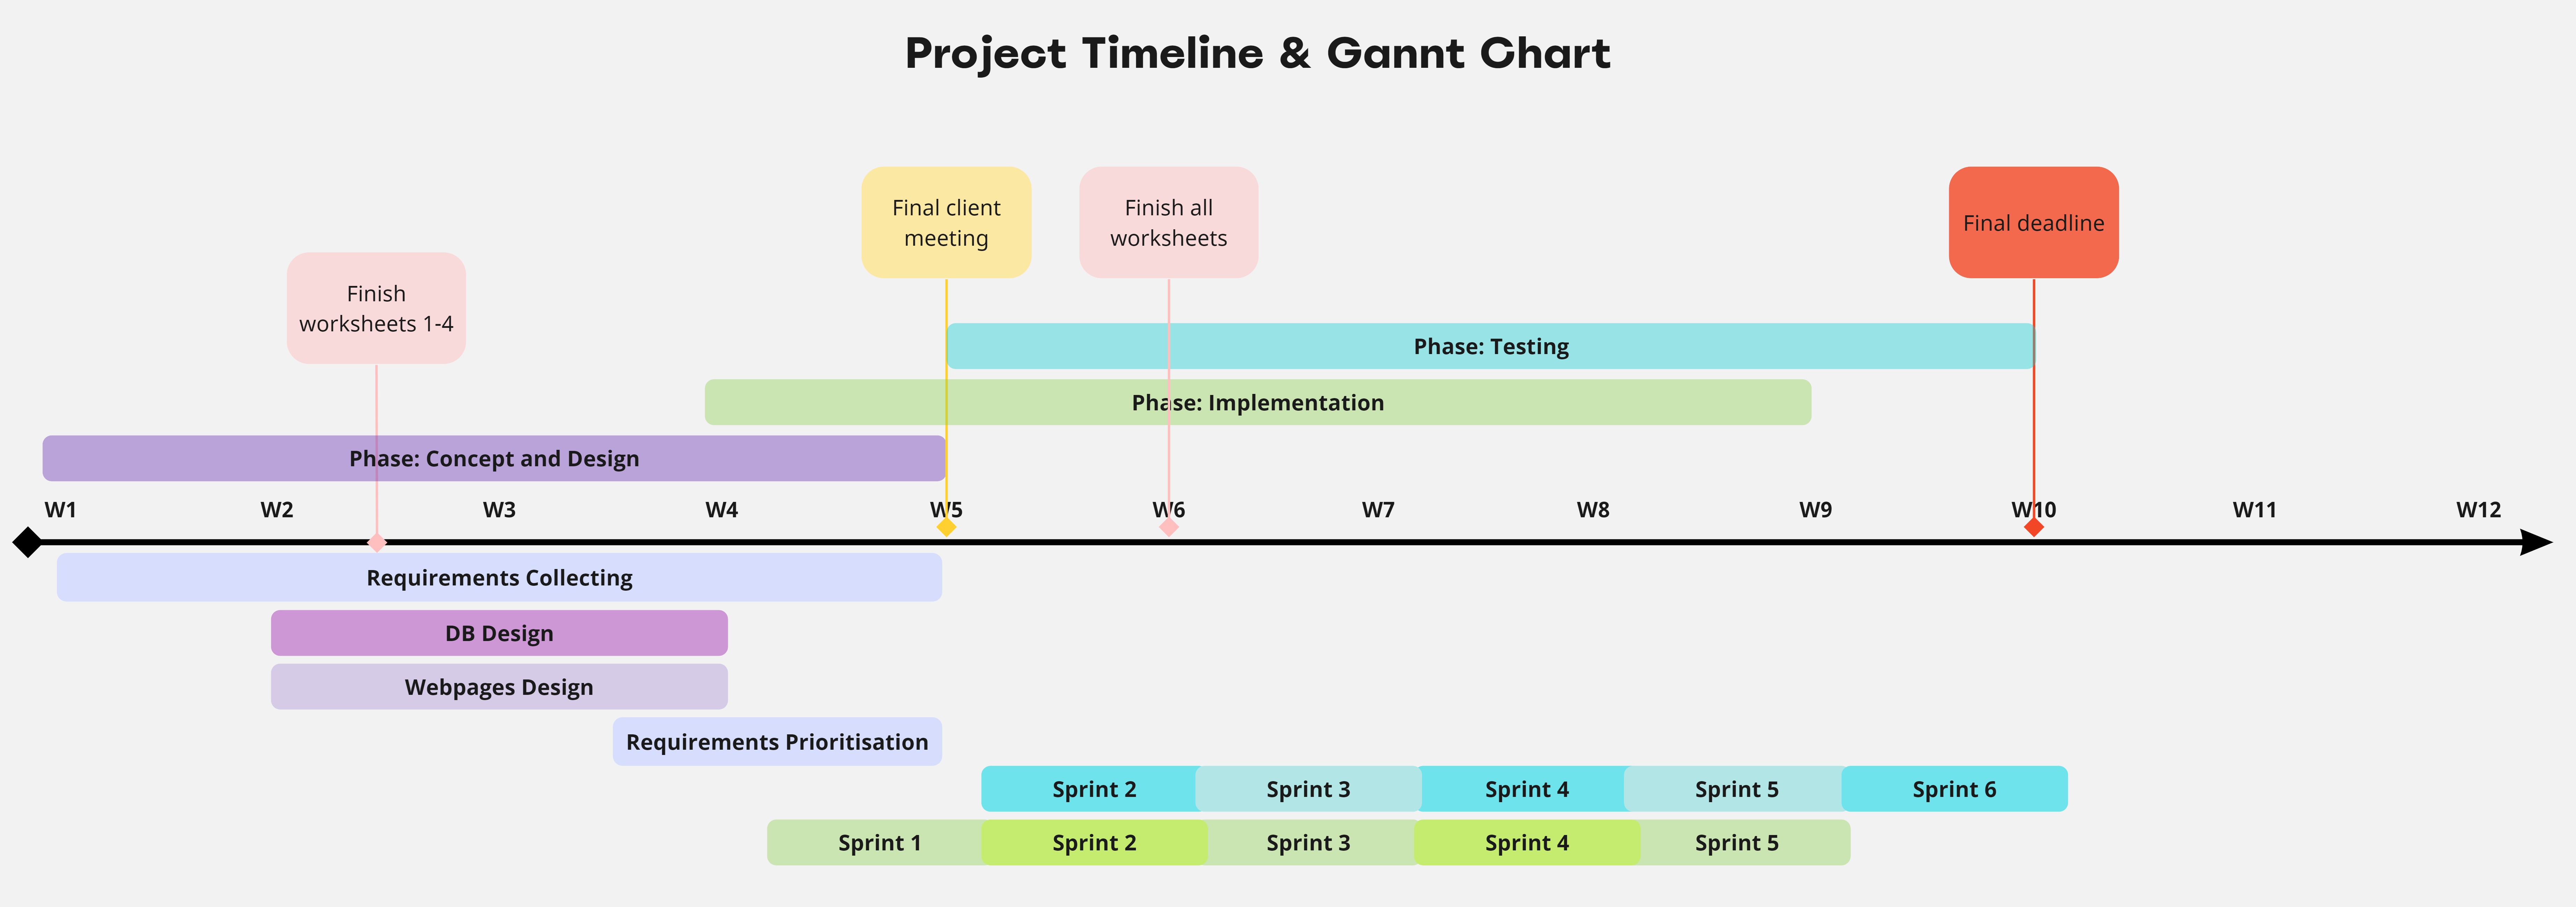 Project Timeline & Gannt Chart
Final client
meeting
Finish all
worksheets
Final deadline
Finish
worksheets 1-4
Phase: Testing
Phase: Implementation
Phase: Concept and Design
W1 W2 W3 W4 W5 W6 W7 W8 W9 W10 W11 W12
Requirements Collecting
DB Design
Webpages Design
Requirements Prioritisation
Sprint 2 Sprint 3 Sprint 4 Sprint 5 Sprint 6
Sprint 1 Sprint 2 Sprint 3 Sprint 4 Sprint 5